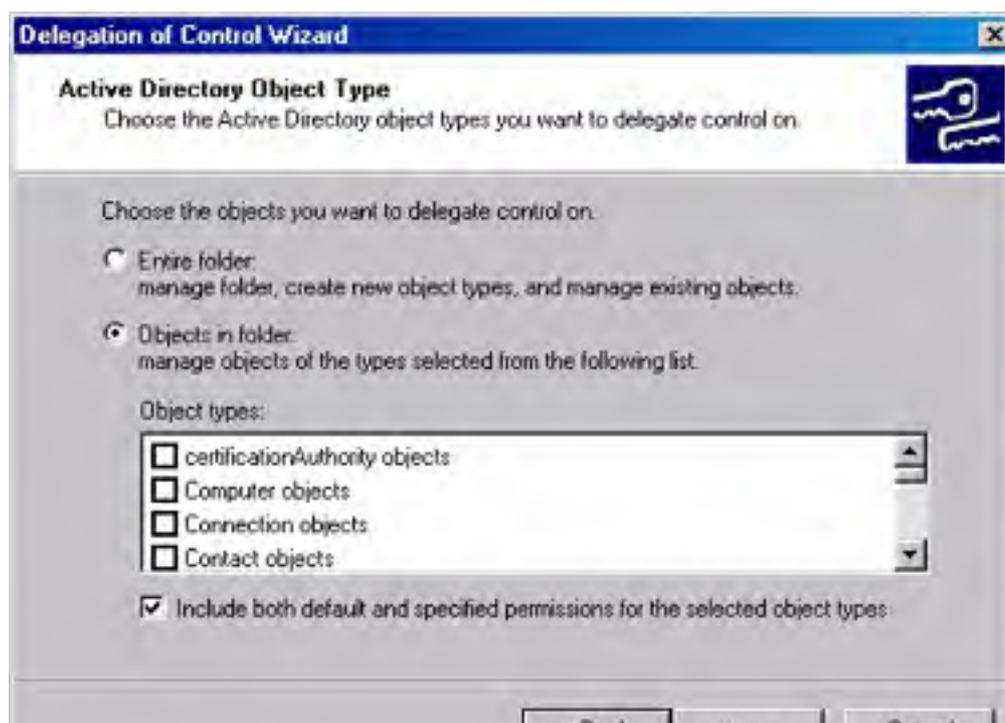 Delegation of Control Wizard
Active Directory Object Type
Choose the Active Directory object types you want to delegate control on.
Choose the objects you want to delegate control on.
Entire folder:
manage folder, create new object types, and manage existing objects.
Objects in folder:
manage objects of the types selected from the following list.
Object types:
certificationAuthority objects
Computer objects
Connection objects
Contact objects
Include both default and specified permissions for the selected object types